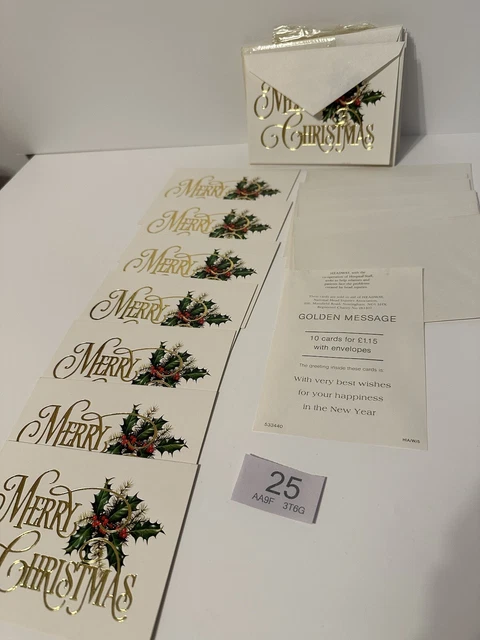 MERRY
CHRISTMAS
MERRY
MERRY
MERRY
MERRY
MERRY
MERRY
MERRY
CHRISTMAS
GOLDEN MESSAGE
10 cards for £1.15
with envelopes
The greeting inside these cards is:
With very best wishes
for your happiness
in the New Year
533440
25
AA9F 3T6G